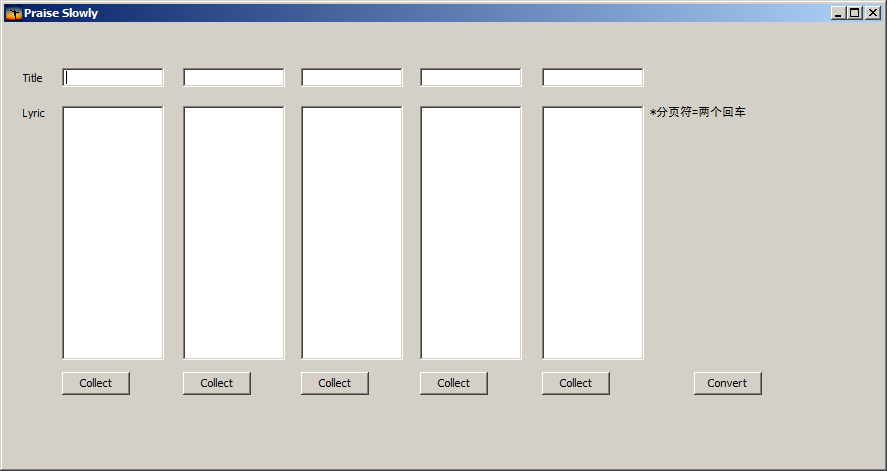 Praise Slowly
Title
Lyric
*分页符=两个回车
Collect
Collect
Collect
Collect
Collect
Convert